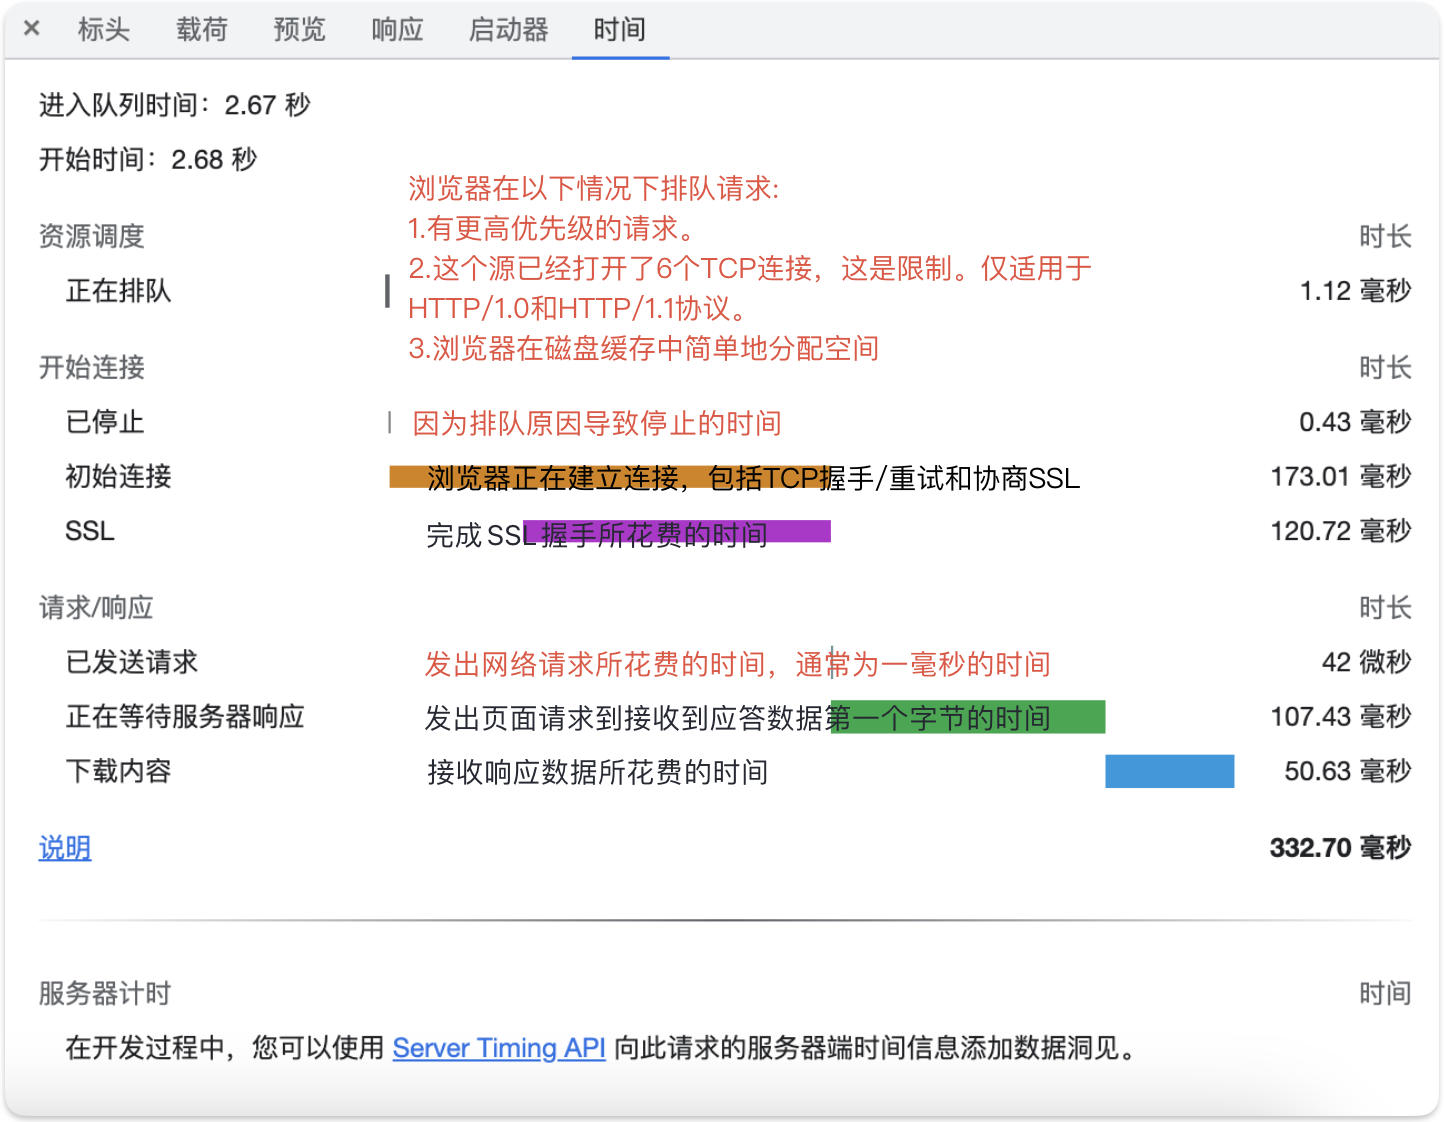 × 标头 载荷 预览 响应 启动器 时间
进入队列时间：2.67 秒
开始时间：2.68 秒
浏览器在以下情况下排队请求:
1.有更高优先级的请求。
资源调度 时长
2.这个源已经打开了6个TCP连接，这是限制。仅适用于
正在排队 1.12 毫秒
HTTP/1.0和HTTP/1.1协议。
3.浏览器在磁盘缓存中简单地分配空间
开始连接 时长
已停止 因为排队原因导致停止的时间 0.43 毫秒
初始连接 浏览器正在建立连接，包括TCP握手/重试和协商SSL 173.01 毫秒
SSL 完成 SSL 握手所花费的时间 120.72 毫秒
请求/响应 时长
已发送请求 发出网络请求所花费的时间，通常为一毫秒的时间 42 微秒
正在等待服务器响应 发出页面请求到接收到应答数据第一个字节的时间 107.43 毫秒
下载内容 接收响应数据所花费的时间 50.63 毫秒
说明 332.70 毫秒
服务器计时 时间
在开发过程中，您可以使用 Server Timing API 向此请求的服务器端时间信息添加数据洞见。